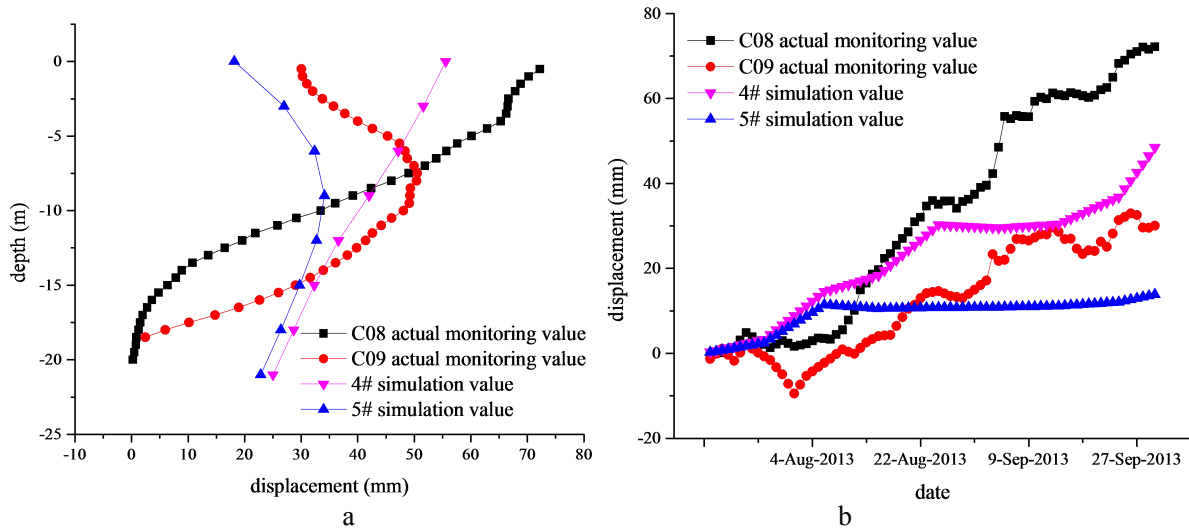 0
-5
-10
-15
-20
-25
-10
0
10
20
30
40
50
60
70
80
depth (m)
displacement (mm)
C08 actual monitoring value
C09 actual monitoring value
4# simulation value
5# simulation value
a
80
60
40
20
0
-20
4-Aug-2013
22-Aug-2013
9-Sep-2013
27-Sep-2013
displacement (mm)
date
C08 actual monitoring value
C09 actual monitoring value
4# simulation value
5# simulation value
b